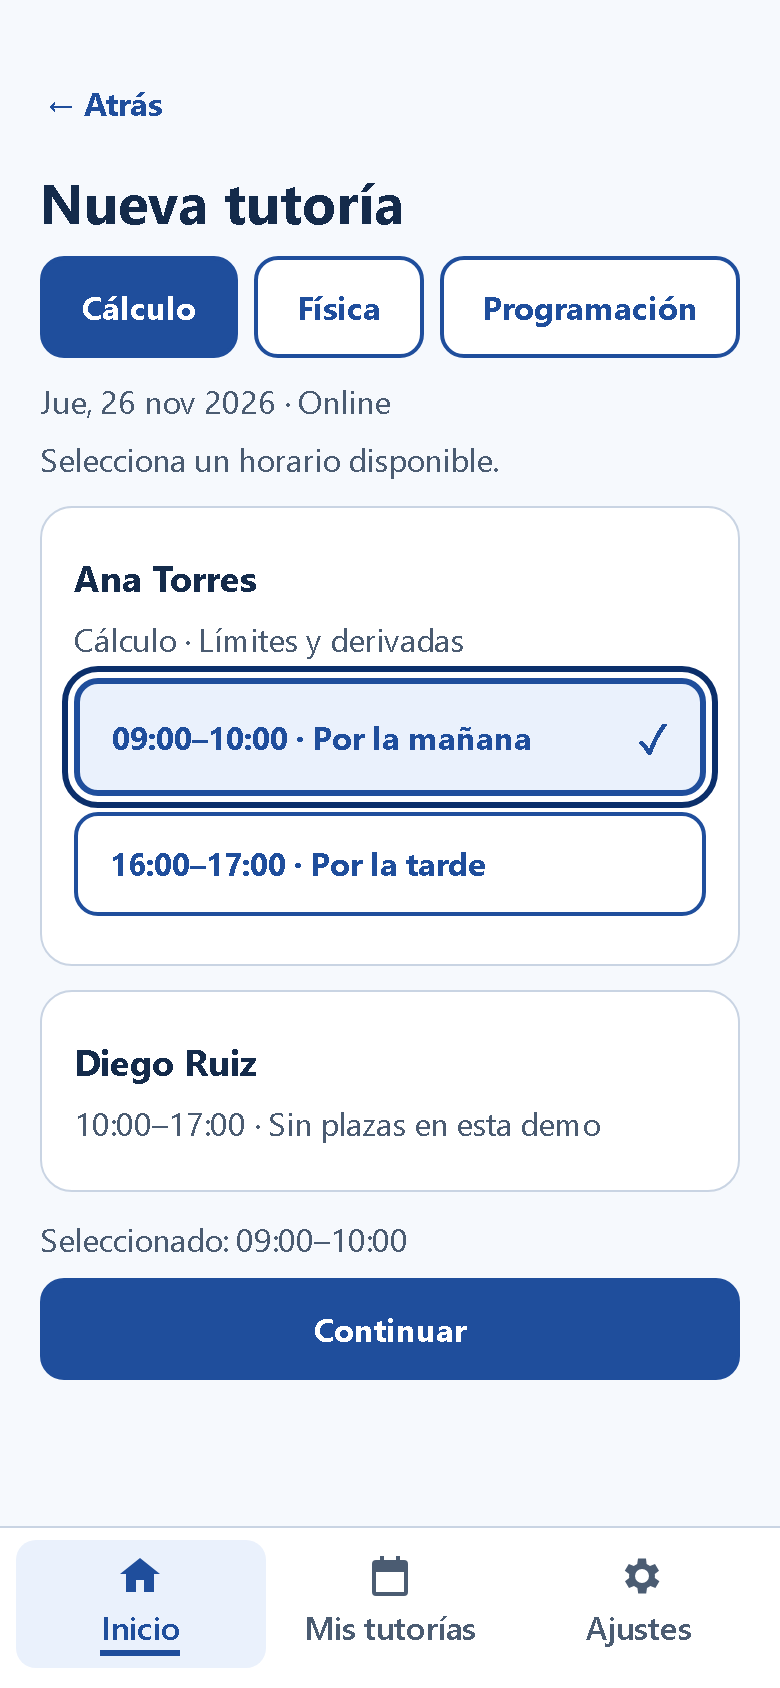 ← Atrás
Nueva tutoría
Cálculo
Física
Programación
Jue, 26 nov 2026 · Online
Selecciona un horario disponible.
Ana Torres
Cálculo · Límites y derivadas
09:00–10:00 · Por la mañana ✓
16:00–17:00 · Por la tarde
Diego Ruiz
10:00–17:00 · Sin plazas en esta demo
Seleccionado: 09:00–10:00
Continuar
Inicio
Mis tutorías
Ajustes